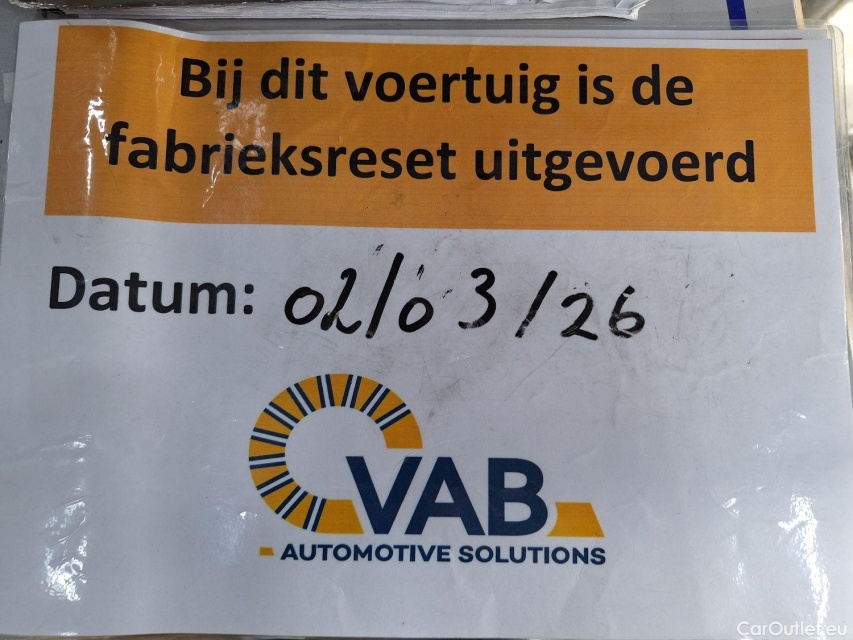 Bij dit voertuig is de
fabrieksreset uitgevoerd
Datum: 02/03/26
VAB
AUTOMOTIVE SOLUTIONS
CarOutlet.eu